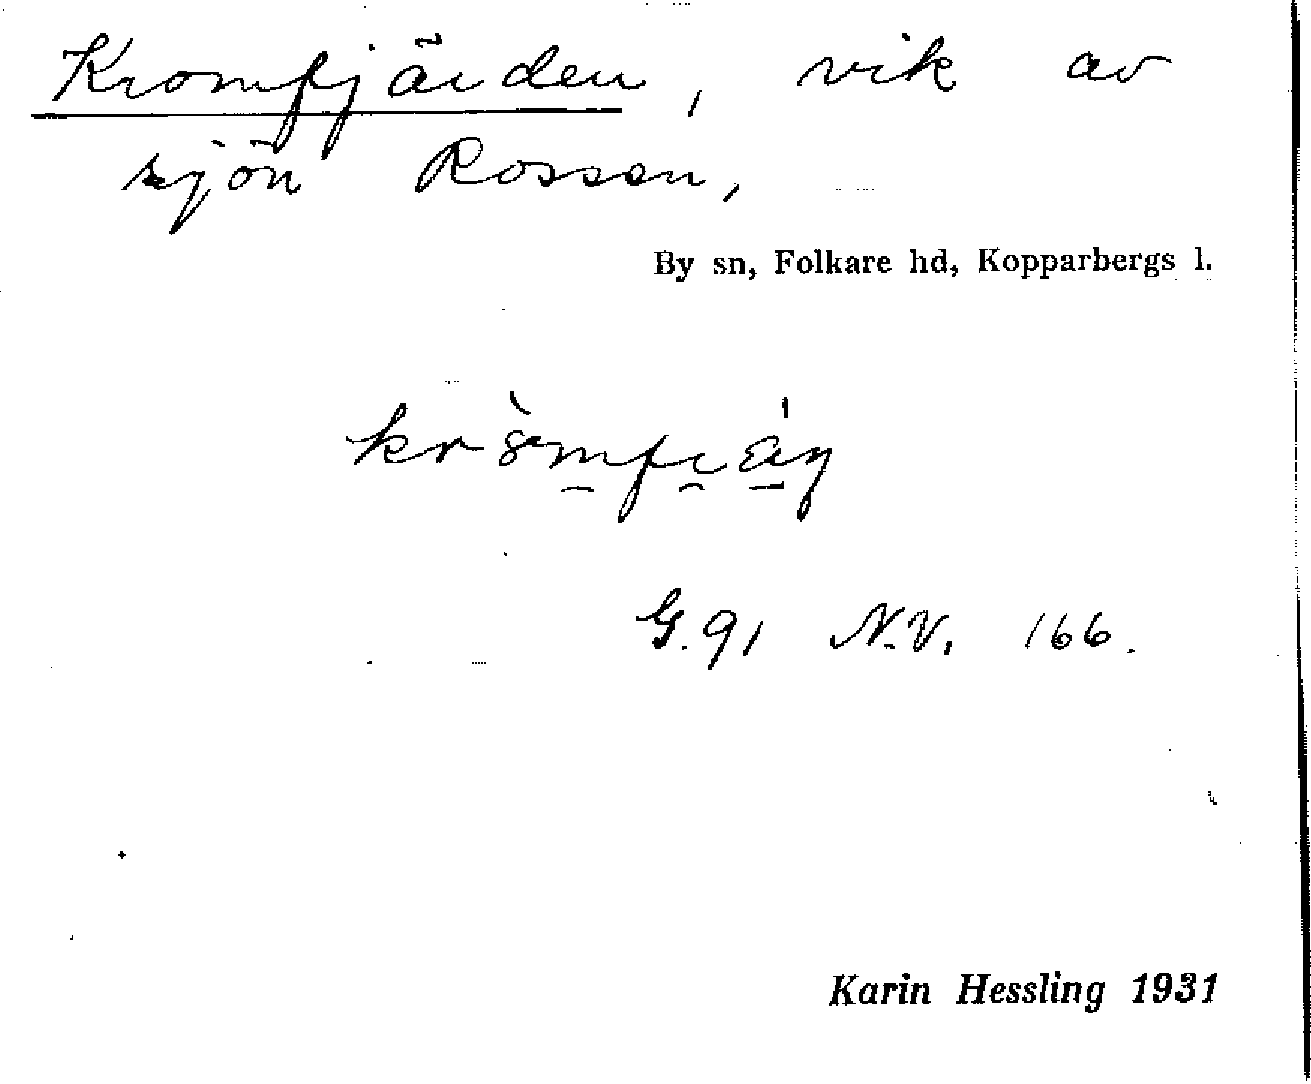 Kromfjärden, vik av
sjön Rossen,
By sn, Folkare hd, Kopparbergs l.
G. 91 N.V. 166.
Karin Hessling 1931